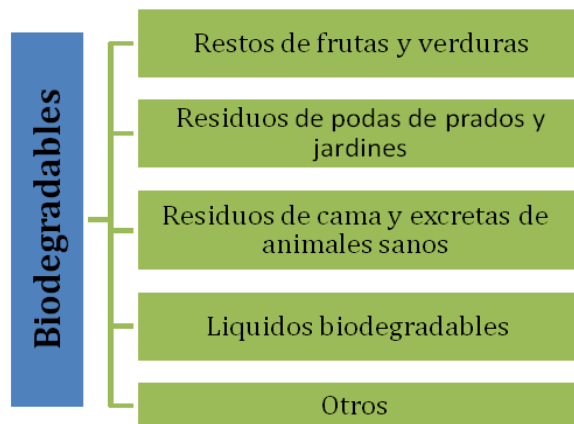 Biodegradables
Restos de frutas y verduras
Residuos de podas de prados y
jardines
Residuos de cama y excretas de
animales sanos
Liquidos biodegradables
Otros